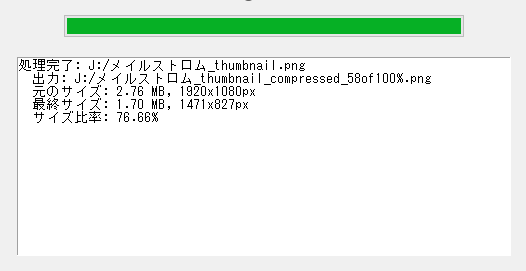 処理完了: J:/メイルストロム_thumbnail.png
出力: J:/メイルストロム_thumbnail_compressed_58of100%.png
元のサイズ: 2.76 MB, 1920x1080px
最終サイズ: 1.70 MB, 1471x827px
サイズ比率: 76.66%